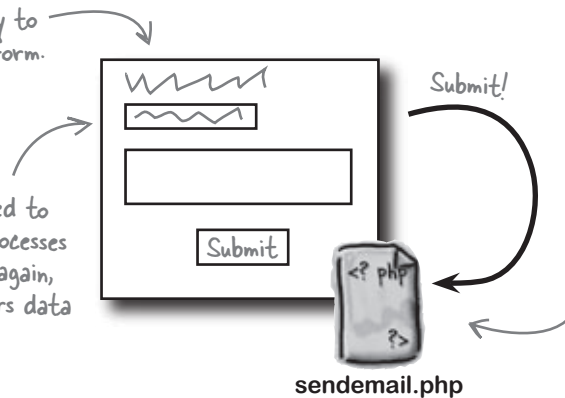 y to
orm.
Submit!
ed to
ocesses
again,
rs data
Submit
<? php
?>
sendemail.php